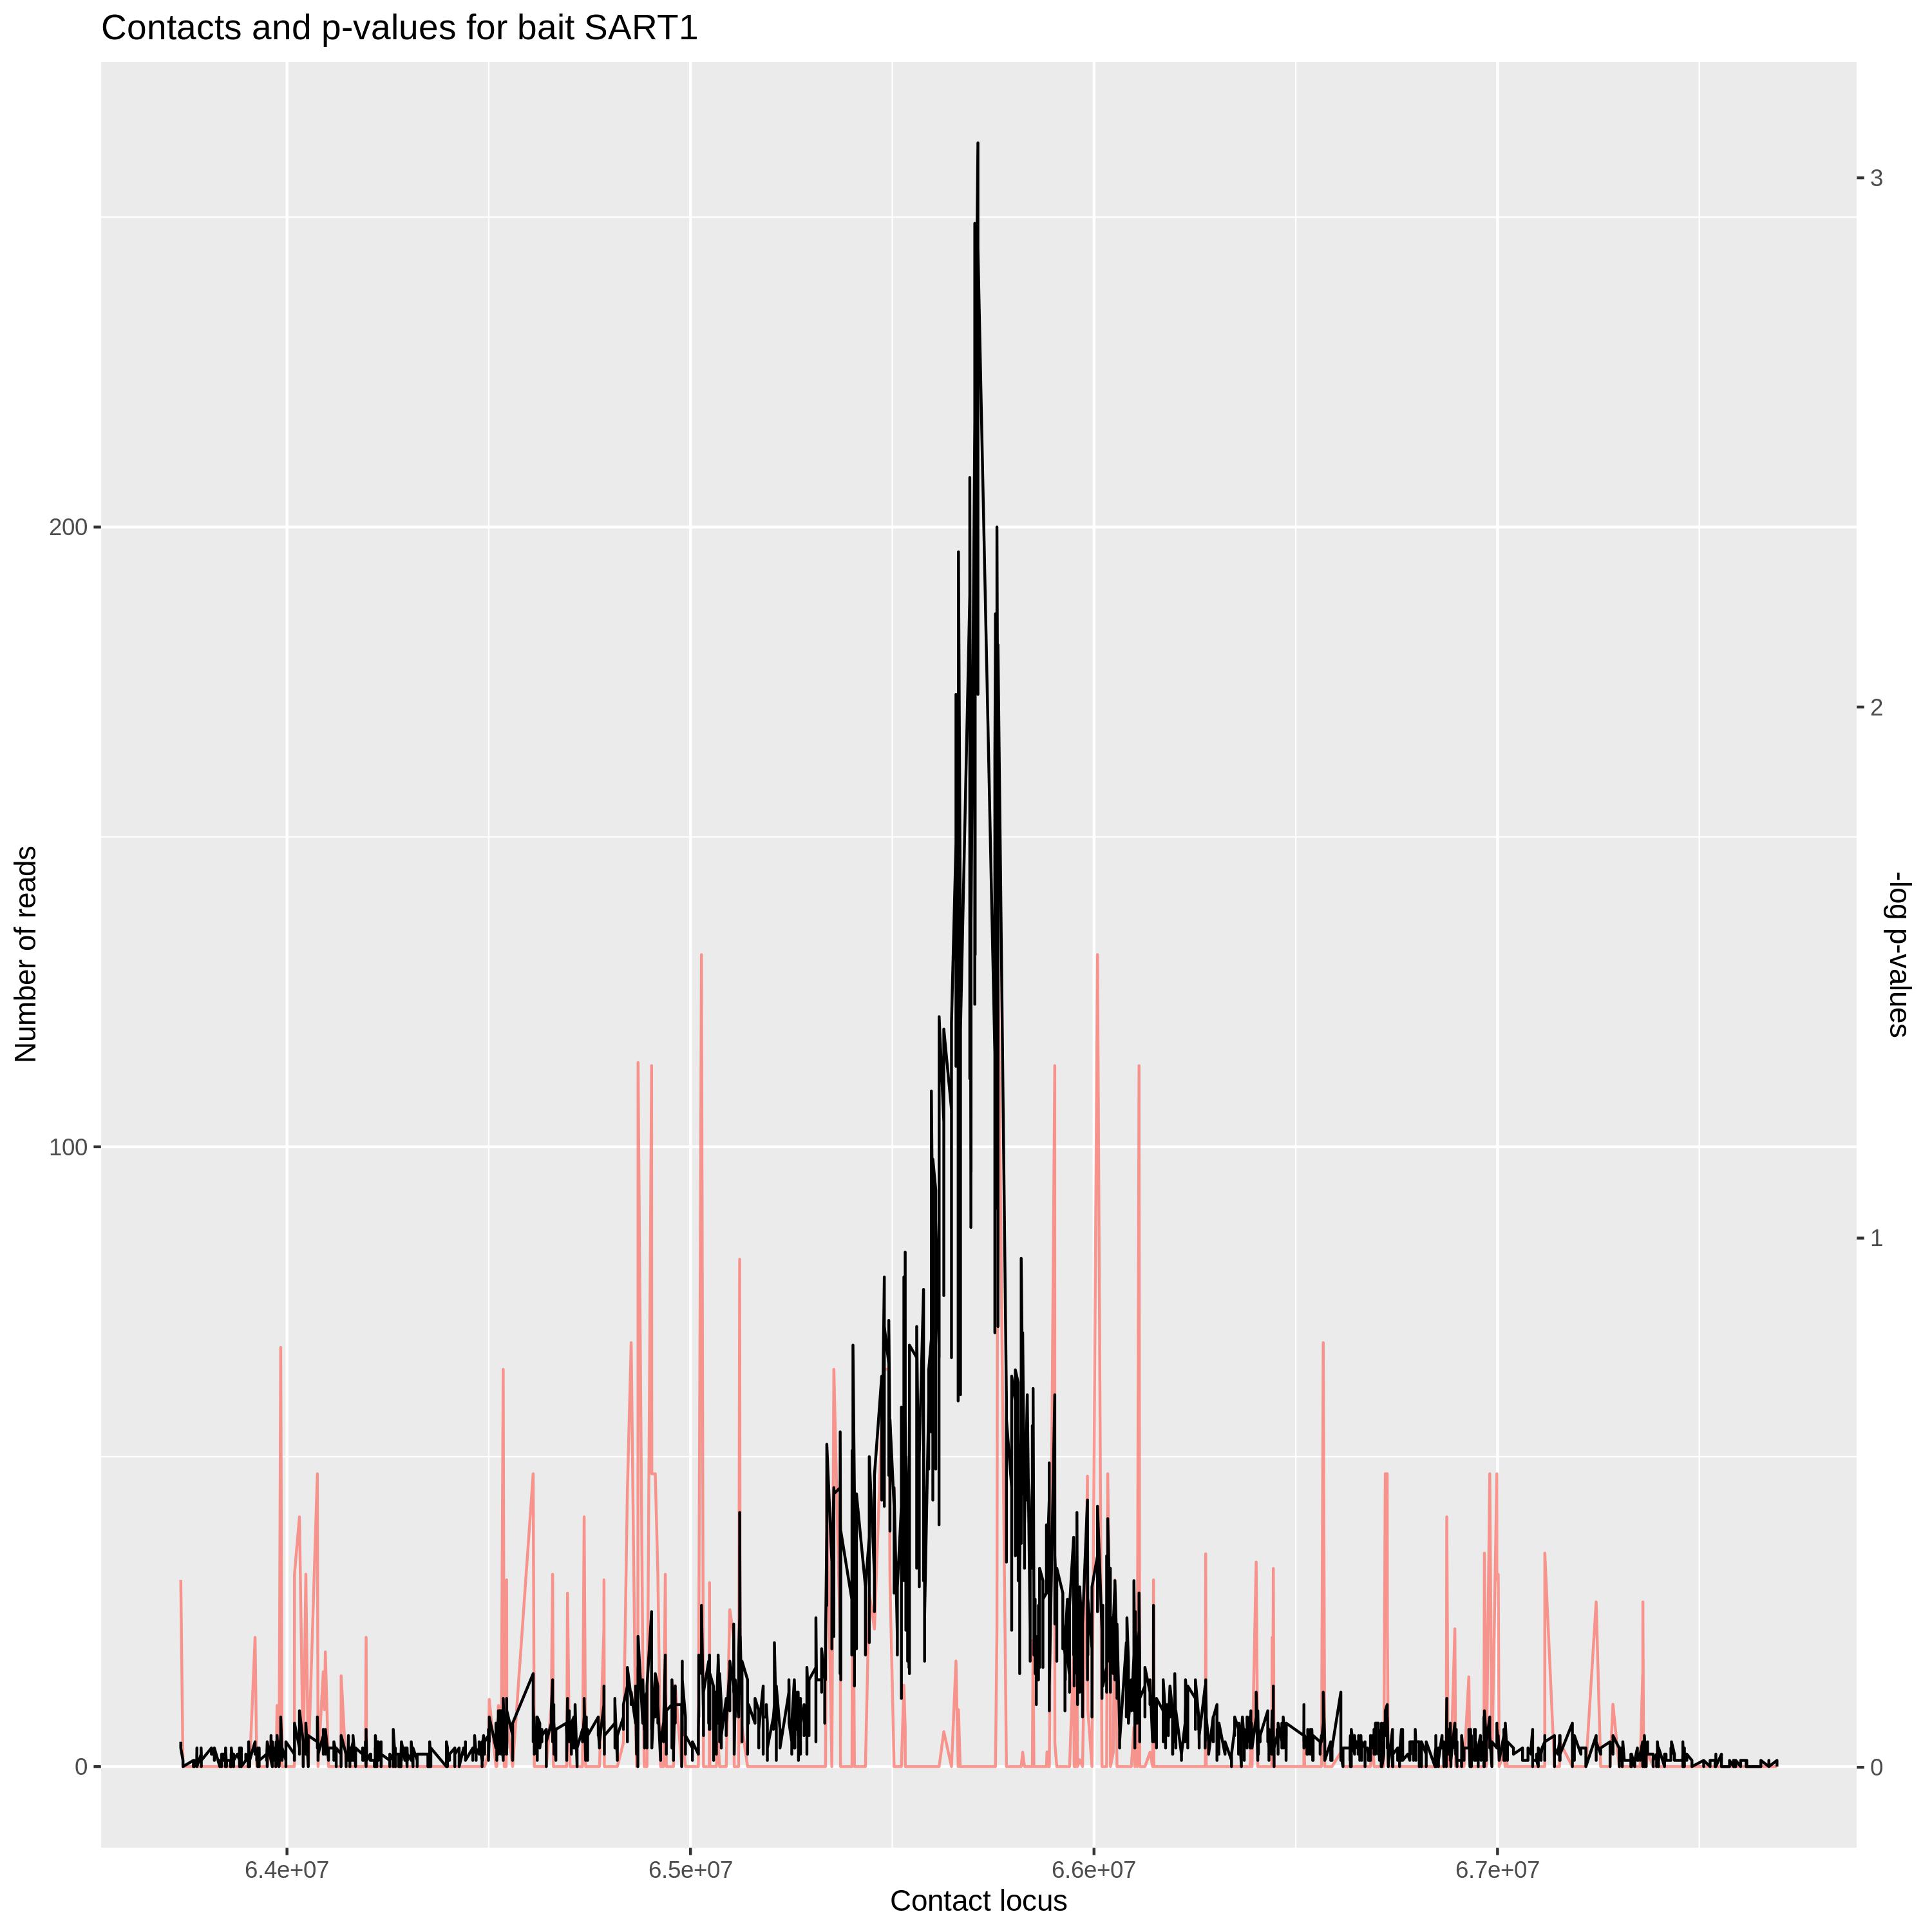 Contacts and p-values for bait SART1
Number of reads
200
100
0
3
2
1
0
-log p-values
6.4e+07
6.5e+07
6.6e+07
6.7e+07
Contact locus